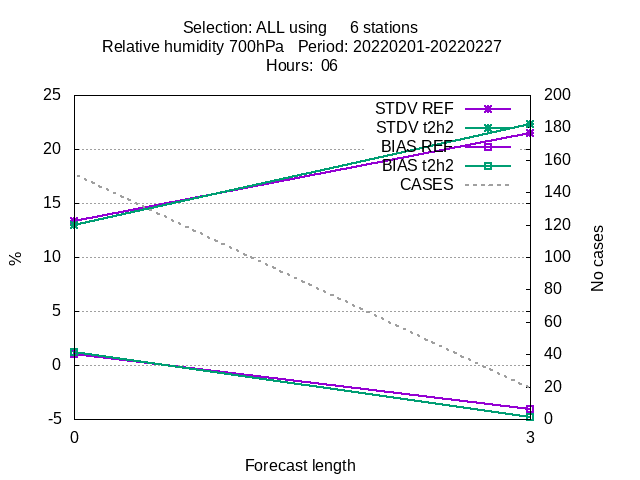 Selection: ALL using     6 stations
Relative humidity 700hPa   Period: 20220201-20220227
Hours:  06
STDV REF
STDV t2h2
BIAS REF
BIAS t2h2
CASES
25
20
15
10
5
0
-5
%
200
180
160
140
120
100
80
60
40
20
0
No cases
0
3
Forecast length